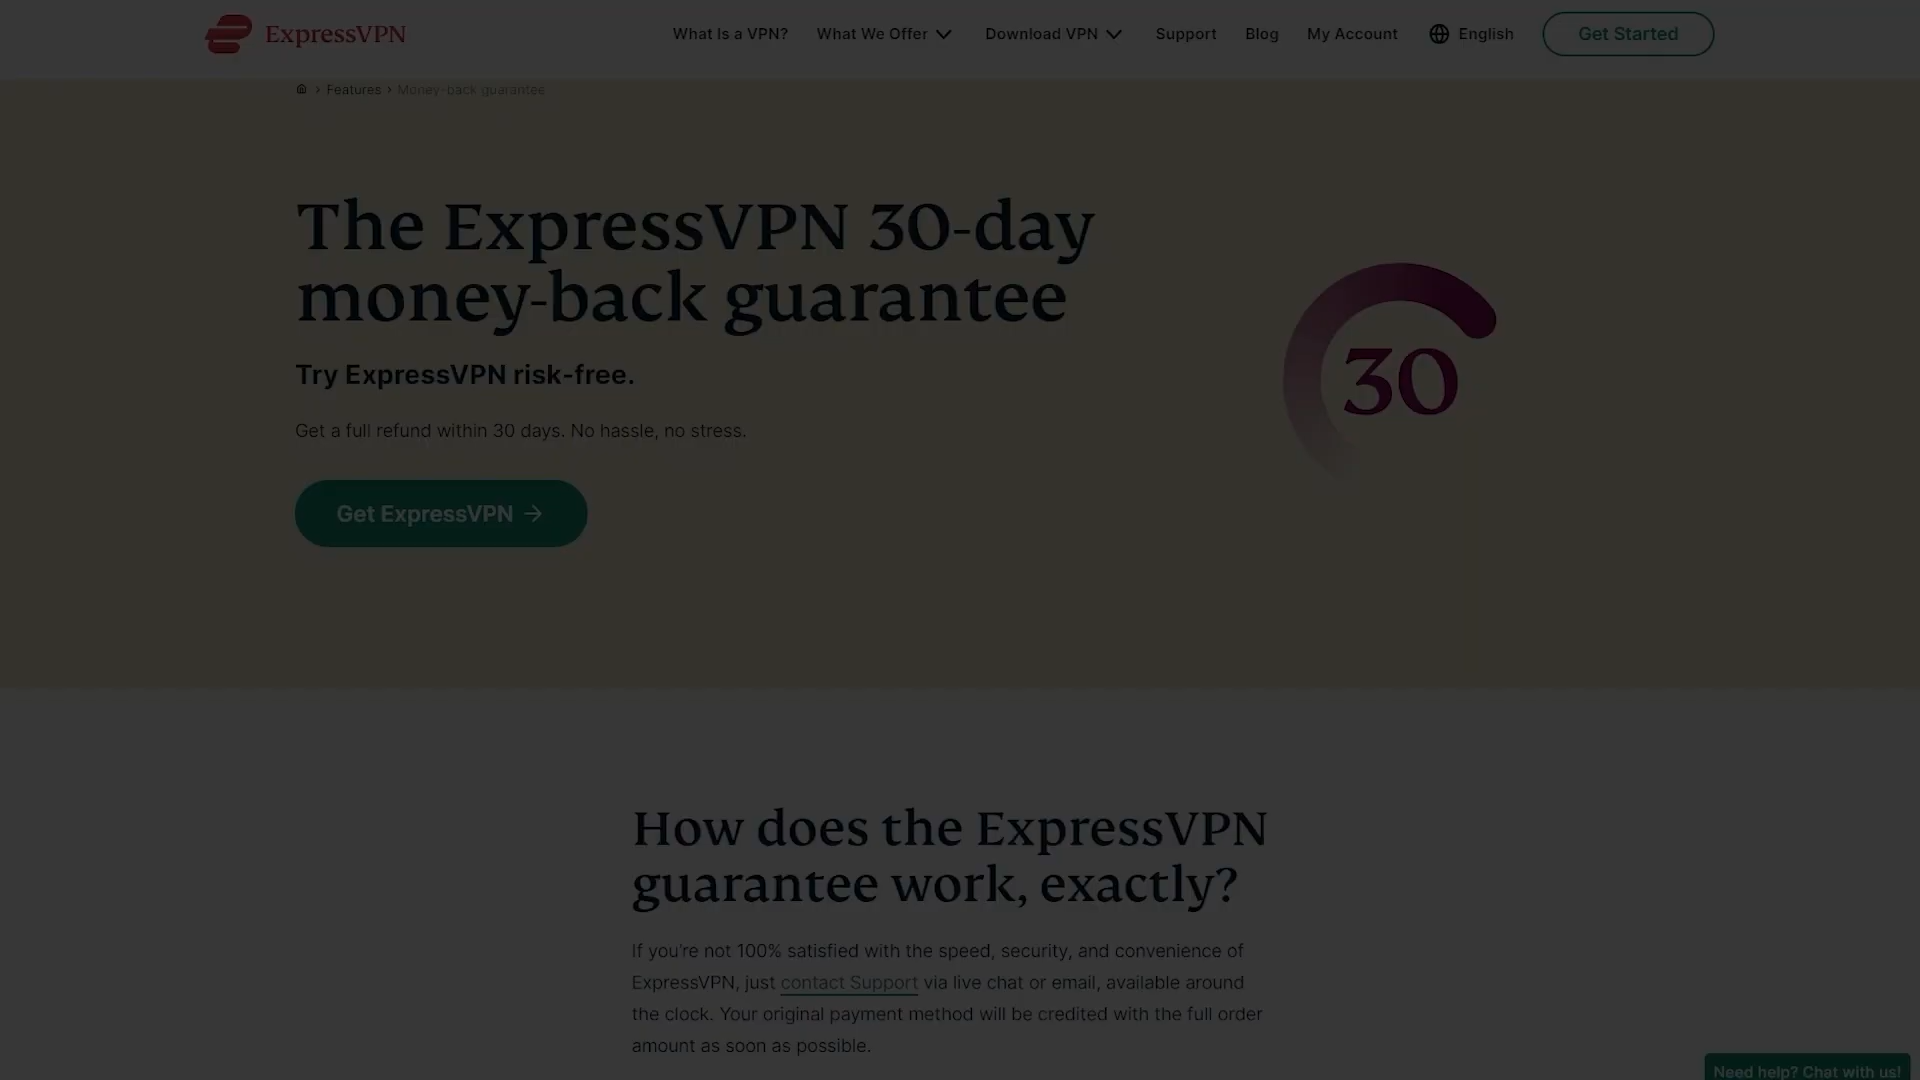 ExpressVPN
What Is a VPN?
What We Offer
Download VPN
Support
Blog
My Account
English
Get Started
Features
Money-back guarantee
The ExpressVPN 30-day
money-back guarantee
Try ExpressVPN risk-free.
Get a full refund within 30 days. No hassle, no stress.
Get ExpressVPN →
30
How does the ExpressVPN
guarantee work, exactly?
If you're not 100% satisfied with the speed, security, and convenience of
ExpressVPN, just contact Support via live chat or email, available around
the clock. Your original payment method will be credited with the full order
amount as soon as possible.
Need help? Chat with us!